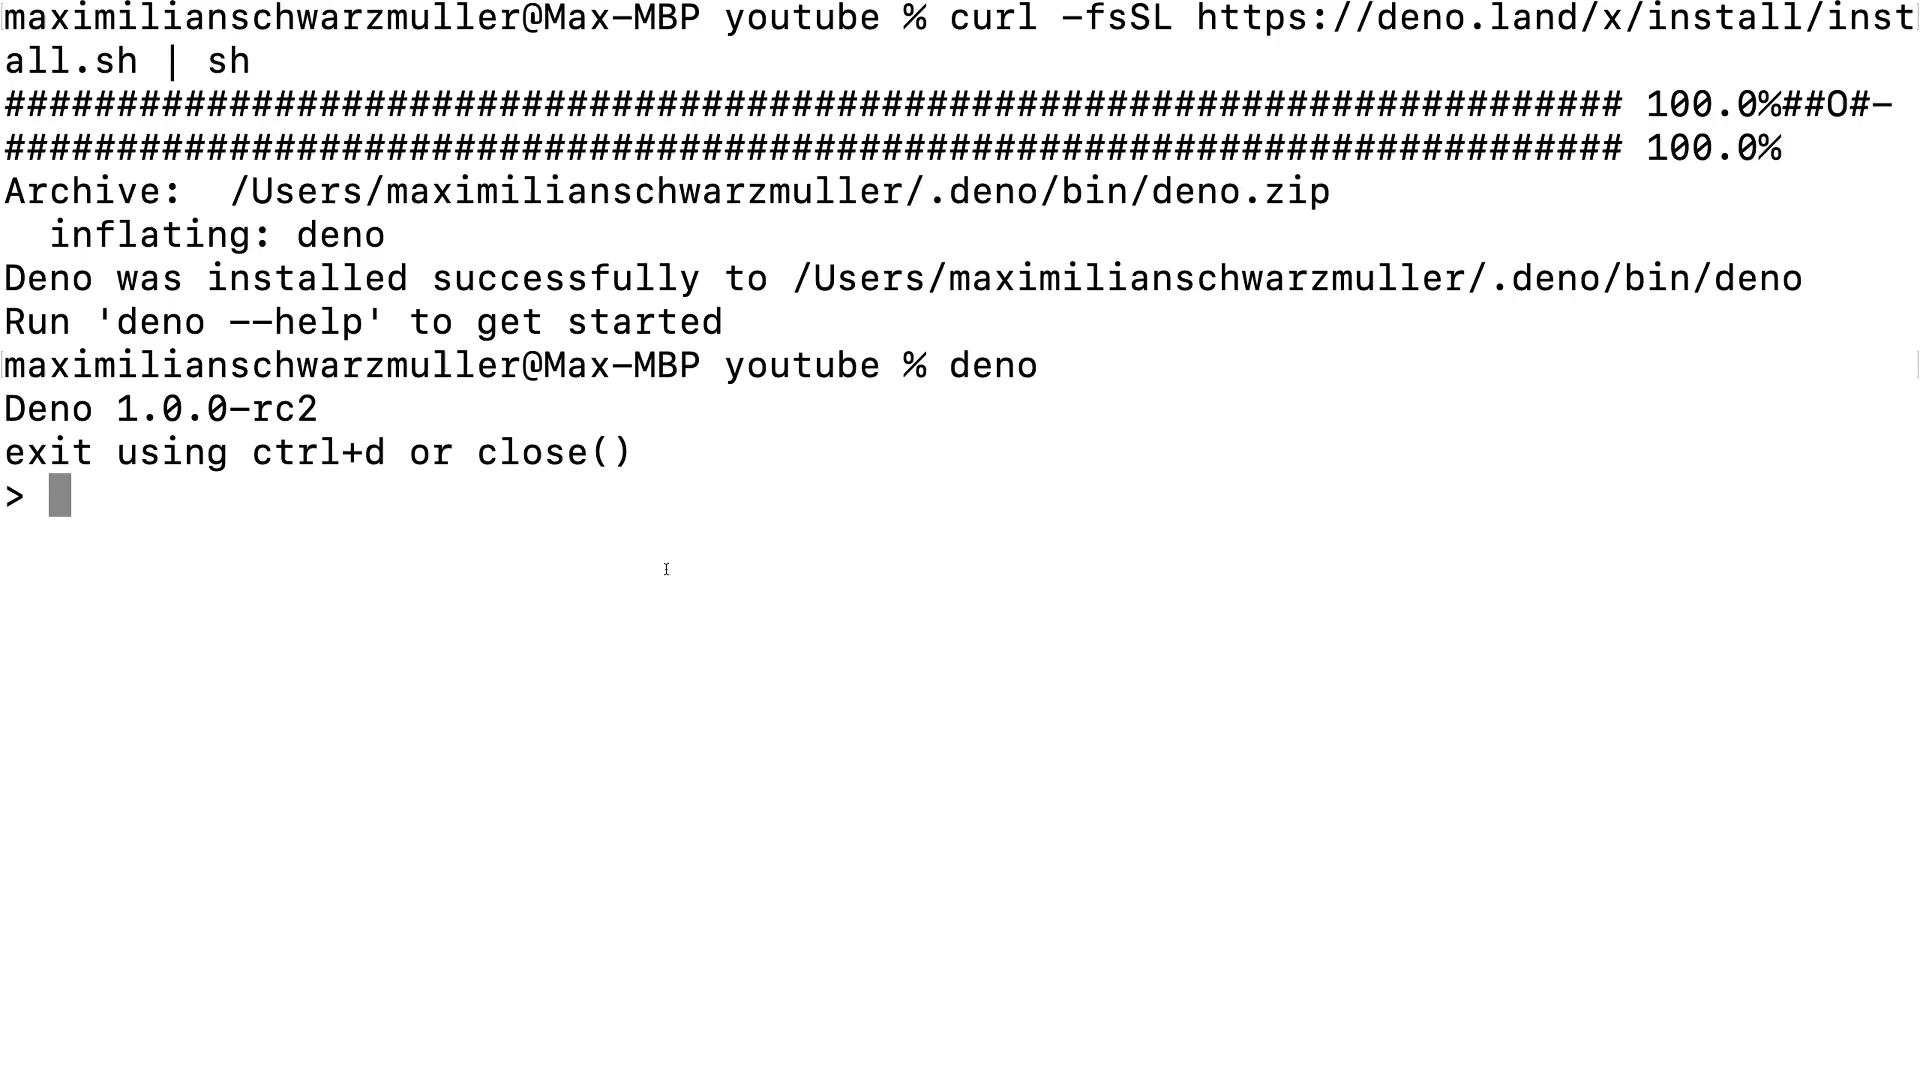 maximilianschwarzmuller@Max-MBP youtube % curl -fsSL https://deno.land/x/install/inst
all.sh | sh
######################################################################## 100.0%##O#-
######################################################################## 100.0%
Archive:  /Users/maximilianschwarzmuller/.deno/bin/deno.zip
  inflating: deno
Deno was installed successfully to /Users/maximilianschwarzmuller/.deno/bin/deno
Run 'deno --help' to get started
maximilianschwarzmuller@Max-MBP youtube % deno
Deno 1.0.0-rc2
exit using ctrl+d or close()
>